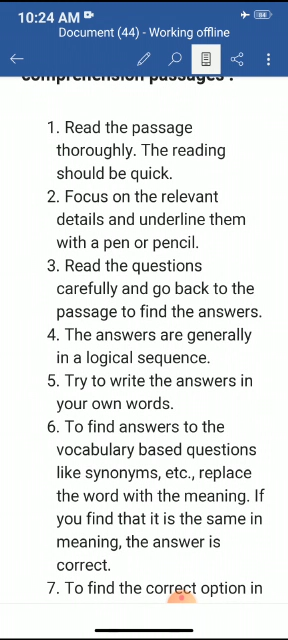 10:24 AM
84
Document (44) - Working offline
comprehension passages :
1. Read the passage
thoroughly. The reading
should be quick.
2. Focus on the relevant
details and underline them
with a pen or pencil.
3. Read the questions
carefully and go back to the
passage to find the answers.
4. The answers are generally
in a logical sequence.
5. Try to write the answers in
your own words.
6. To find answers to the
vocabulary based questions
like synonyms, etc., replace
the word with the meaning. If
you find that it is the same in
meaning, the answer is
correct.
7. To find the correct option in